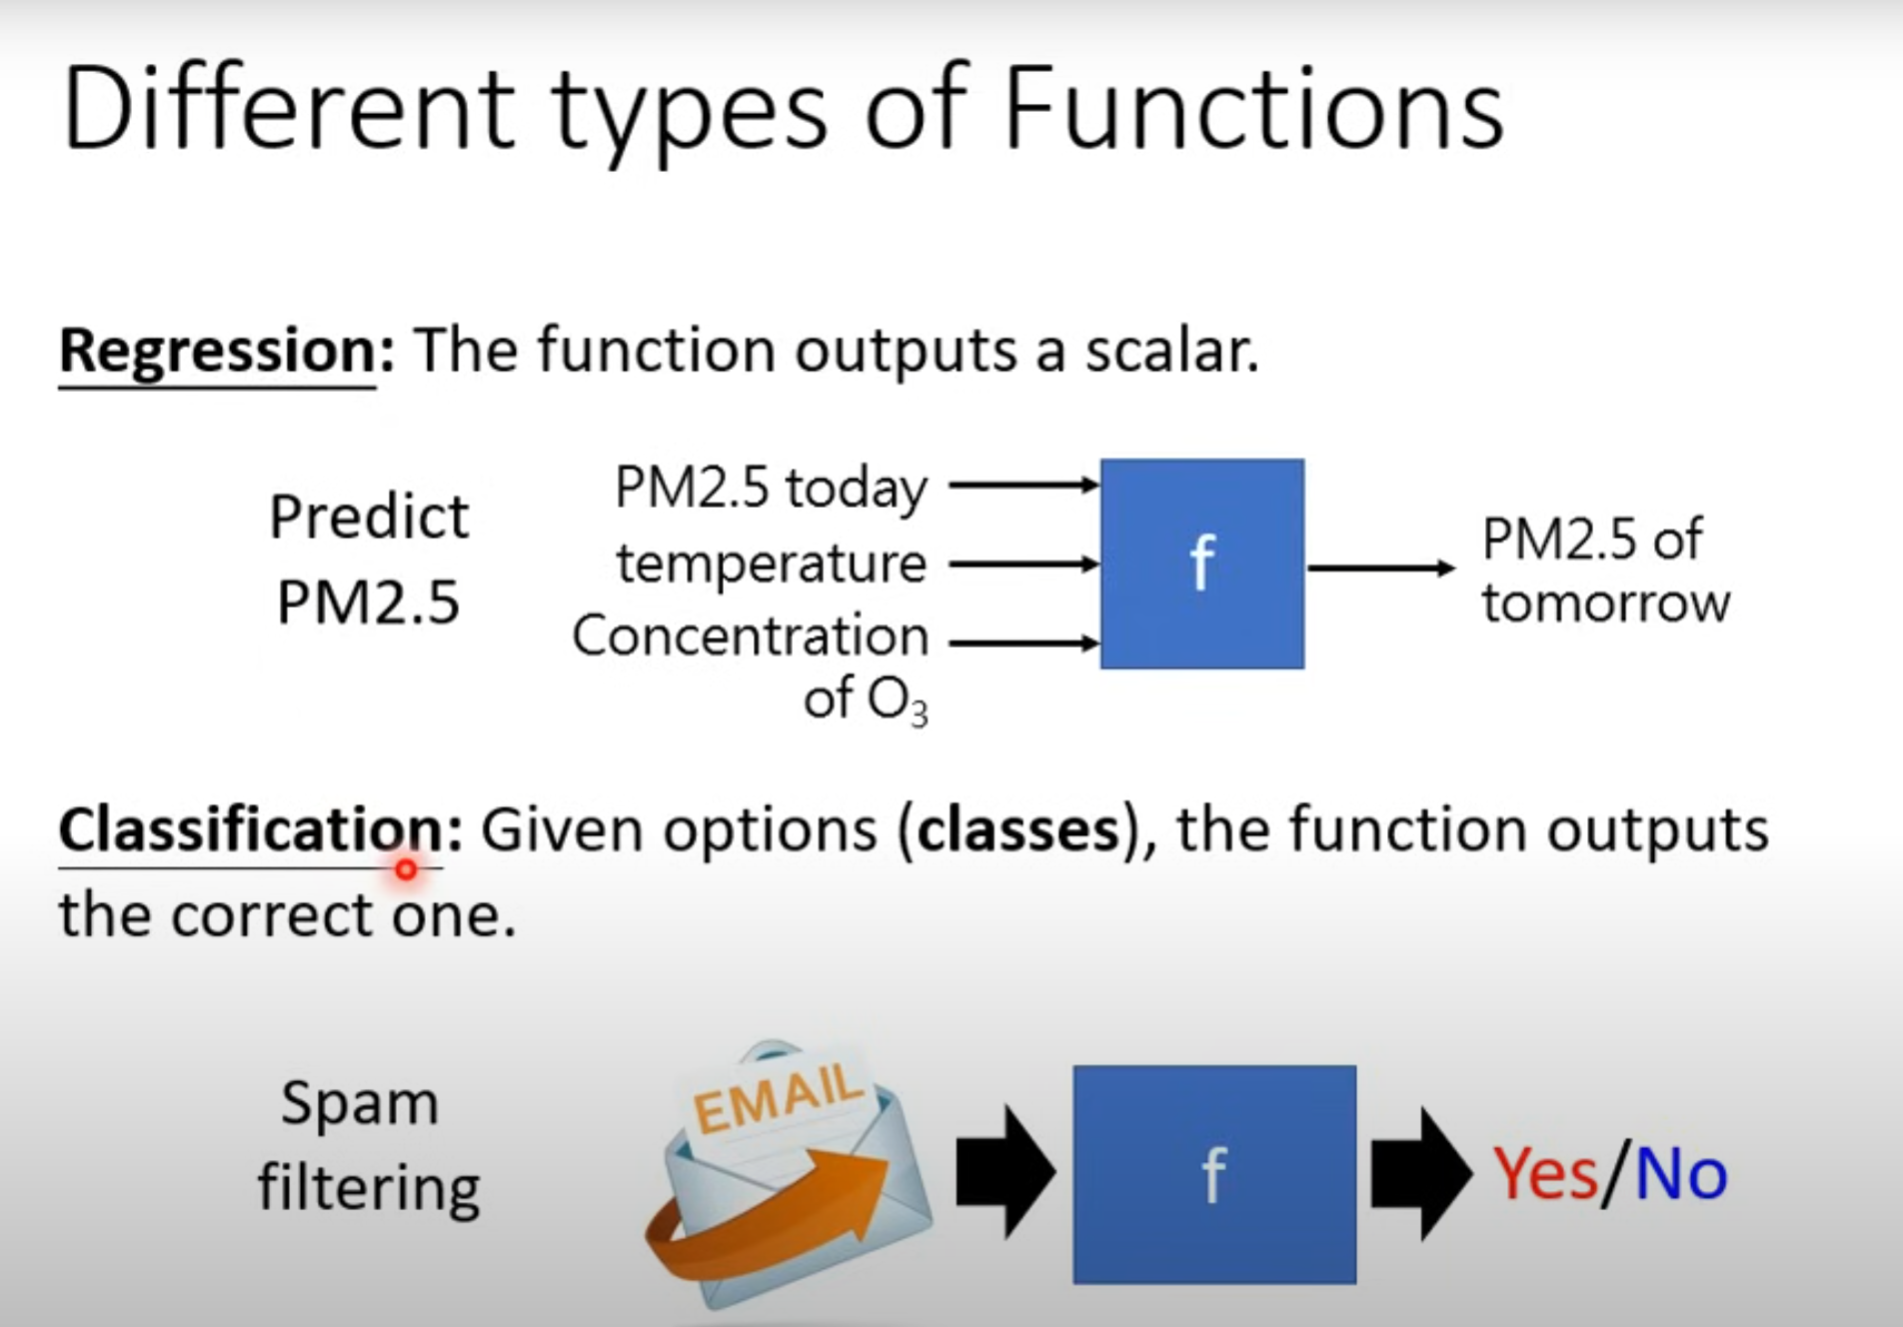 Different types of Functions
Regression: The function outputs a scalar.
Predict
PM2.5
PM2.5 today
temperature
Concentration
of O₃
f
PM2.5 of
tomorrow
Classification: Given options (classes), the function outputs
the correct one.
Spam
filtering
EMAIL
f
Yes/No